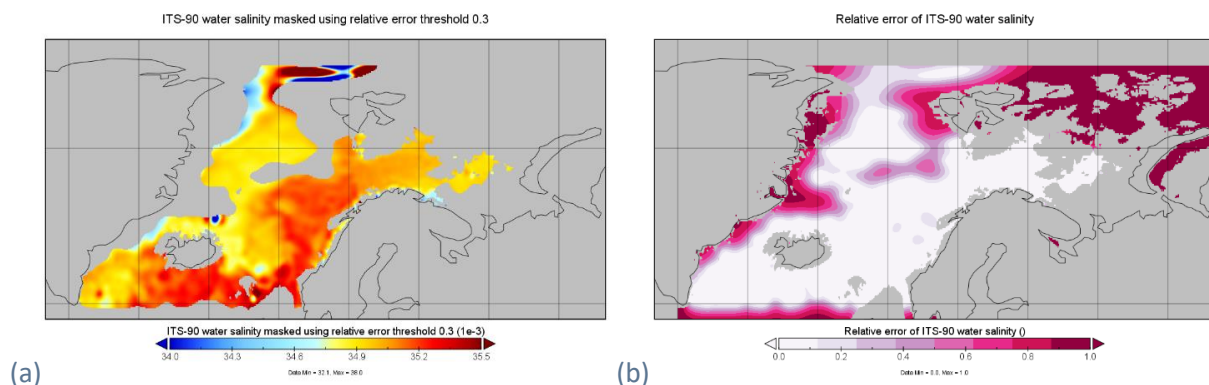 ITS-90 water salinity masked using relative error threshold 0.3
ITS-90 water salinity masked using relative error threshold 0.3 (1e-3)
34.0 34.3 34.6 34.9 35.2 35.5
Data Min = 32.1, Max = 38.0
(a)
Relative error of ITS-90 water salinity
Relative error of ITS-90 water salinity ()
0.0 0.2 0.4 0.6 0.8 1.0
Data Min = 0.0, Max = 1.0
(b)